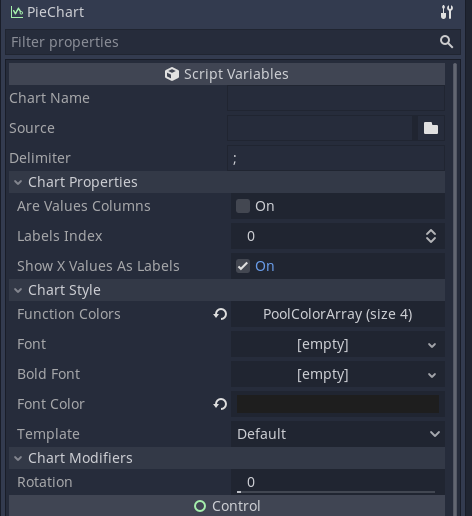 PieChart
Filter properties
Script Variables
Chart Name
Source
Delimiter ;
Chart Properties
Are Values Columns On
Labels Index 0
Show X Values As Labels On
Chart Style
Function Colors PoolColorArray (size 4)
Font [empty]
Bold Font [empty]
Font Color
Template Default
Chart Modifiers
Rotation 0
Control